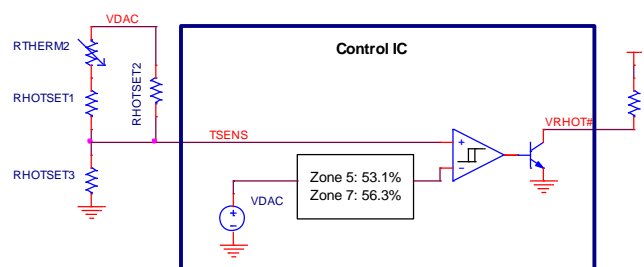 VDAC
Control IC
RTHERM2
RHOTSET1
RHOTSET2
TSENS
VRHOT#
+
-
RHOTSET3
Zone 5: 53.1%
Zone 7: 56.3%
VDAC
+
-